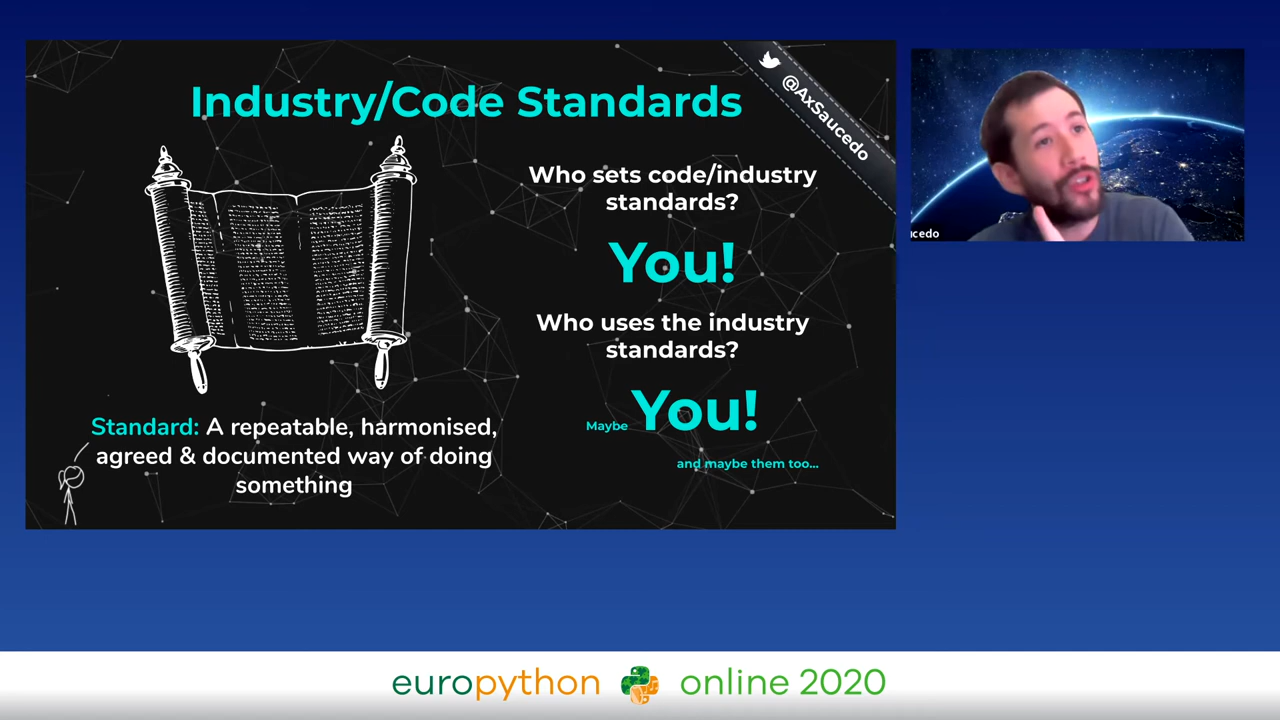 Industry/Code Standards
@AxSaucedo
Who sets code/industry
standards?
You!
Who uses the industry
standards?
Maybe You!
and maybe them too...
Standard: A repeatable, harmonised,
agreed & documented way of doing
something
ucedo
europython online 2020